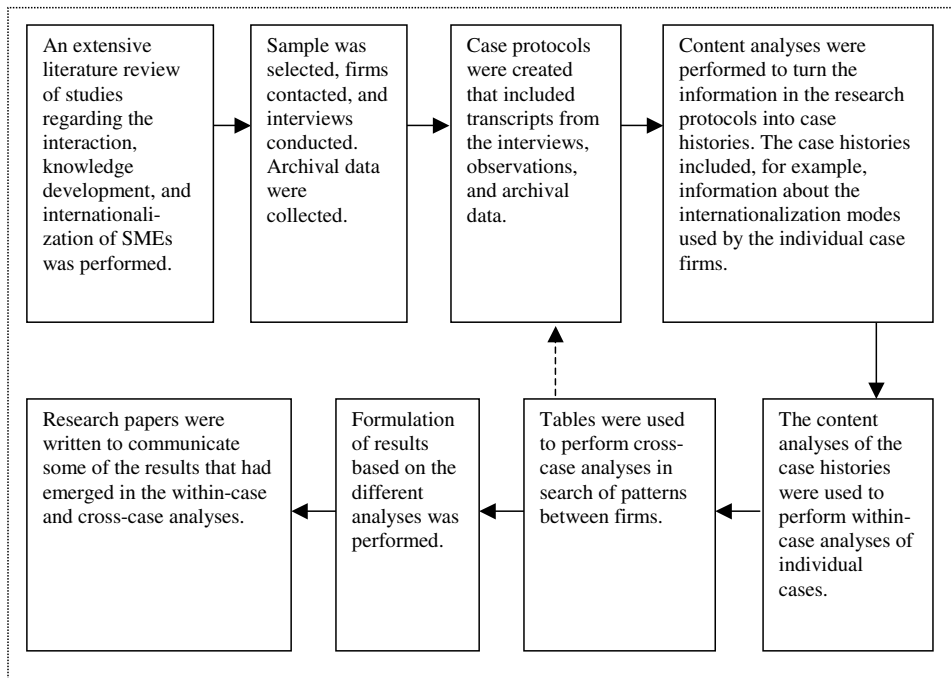 An extensive
literature review
of studies
regarding the
interaction,
knowledge
development, and
internationali-
zation of SMEs
was performed.
Sample was
selected, firms
contacted, and
interviews
conducted.
Archival data
were
collected.
Case protocols
were created
that included
transcripts from
the interviews,
observations,
and archival
data.
Content analyses were
performed to turn the
information in the research
protocols into case
histories. The case histories
included, for example,
information about the
internationalization modes
used by the individual case
firms.
The content
analyses of the
case histories
were used to
perform within-
case analyses of
individual
cases.
Tables were used
to perform cross-
case analyses in
search of patterns
between firms.
Formulation
of results
based on the
different
analyses was
performed.
Research papers were
written to communicate
some of the results that had
emerged in the within-case
and cross-case analyses.